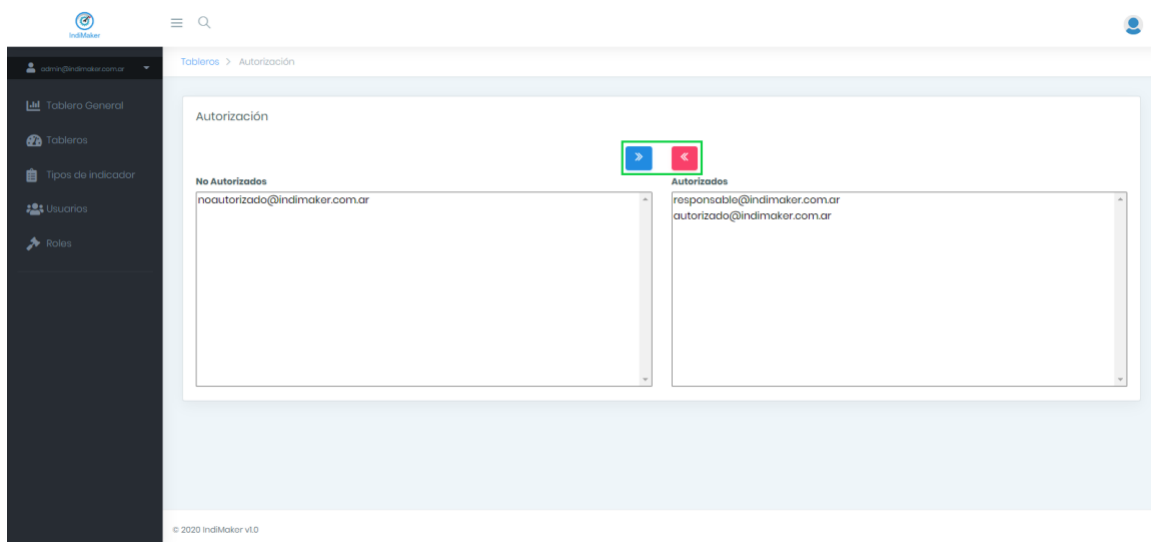 IndiMaker
admin@indimaker.com.ar
Tablero General
Tableros
Tipos de indicador
Usuarios
Roles
Tableros > Autorización
Autorización
» «
No Autorizados
noautorizado@indimaker.com.ar
Autorizados
responsable@indimaker.com.ar
autorizado@indimaker.com.ar
© 2020 IndiMaker v1.0